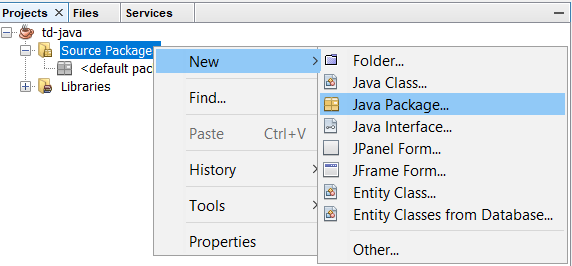 Projects × Files Services
td-java
Source Package
<default pac
Libraries
New
Find...
Paste Ctrl+V
History
Tools
Properties
Folder...
Java Class...
Java Package...
Java Interface...
JPanel Form...
JFrame Form...
Entity Class...
Entity Classes from Database...
Other...